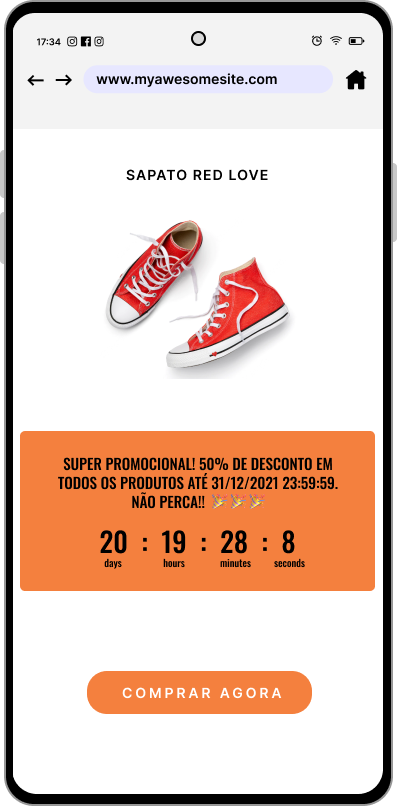 17:34
www.myawesomesite.com
SAPATO RED LOVE
SUPER PROMOCIONAL! 50% DE DESCONTO EM
TODOS OS PRODUTOS ATÉ 31/12/2021 23:59:59.
NÃO PERCA!! 🎉🎉🎉
20 : 19 : 28 : 8
days hours minutes seconds
COMPRAR AGORA